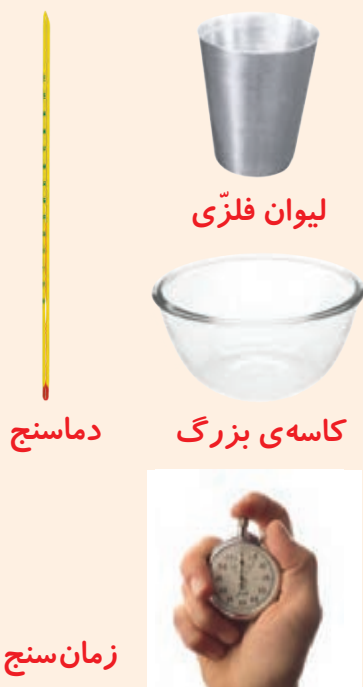 لیوان فلزّی
کاسه‌ی بزرگ
دماسنج
زمان‌سنج